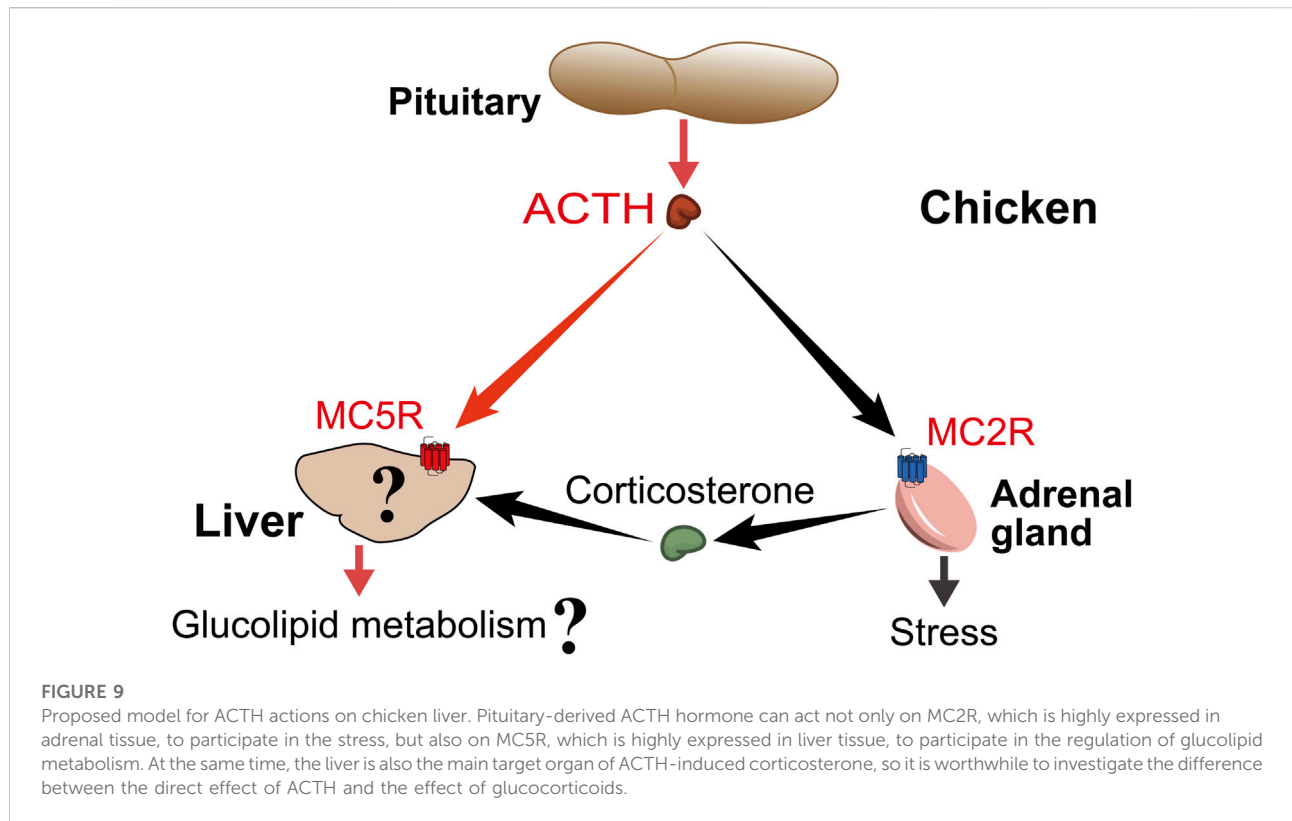 Pituitary
ACTH
Chicken
MC5R
MC2R
?
Corticosterone
Liver
Adrenal
gland
Glucolipid metabolism ?
Stress
FIGURE 9
Proposed model for ACTH actions on chicken liver. Pituitary-derived ACTH hormone can act not only on MC2R, which is highly expressed in
adrenal tissue, to participate in the stress, but also on MC5R, which is highly expressed in liver tissue, to participate in the regulation of glucolipid
metabolism. At the same time, the liver is also the main target organ of ACTH-induced corticosterone, so it is worthwhile to investigate the difference
between the direct effect of ACTH and the effect of glucocorticoids.